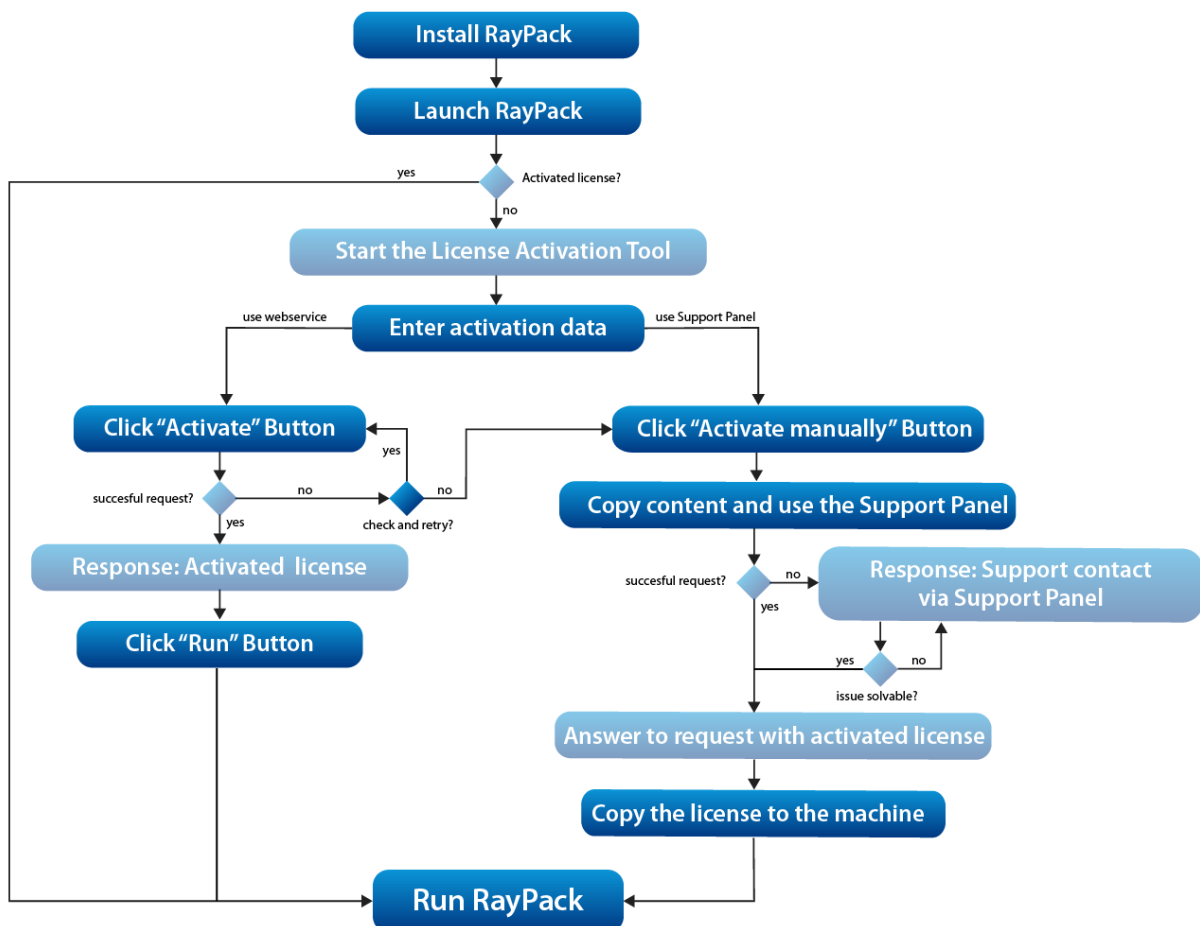 Install RayPack
Launch RayPack
yes
Activated license?
no
Start the License Activation Tool
use webservice
Enter activation data
use Support Panel
Click “Activate” Button
Click “Activate manually” Button
yes
succesful request?
no
no
check and retry?
yes
Copy content and use the Support Panel
Response: Activated license
succesful request?
no
yes
Response: Support contact
via Support Panel
Click “Run” Button
yes
no
issue solvable?
Answer to request with activated license
Copy the license to the machine
Run RayPack